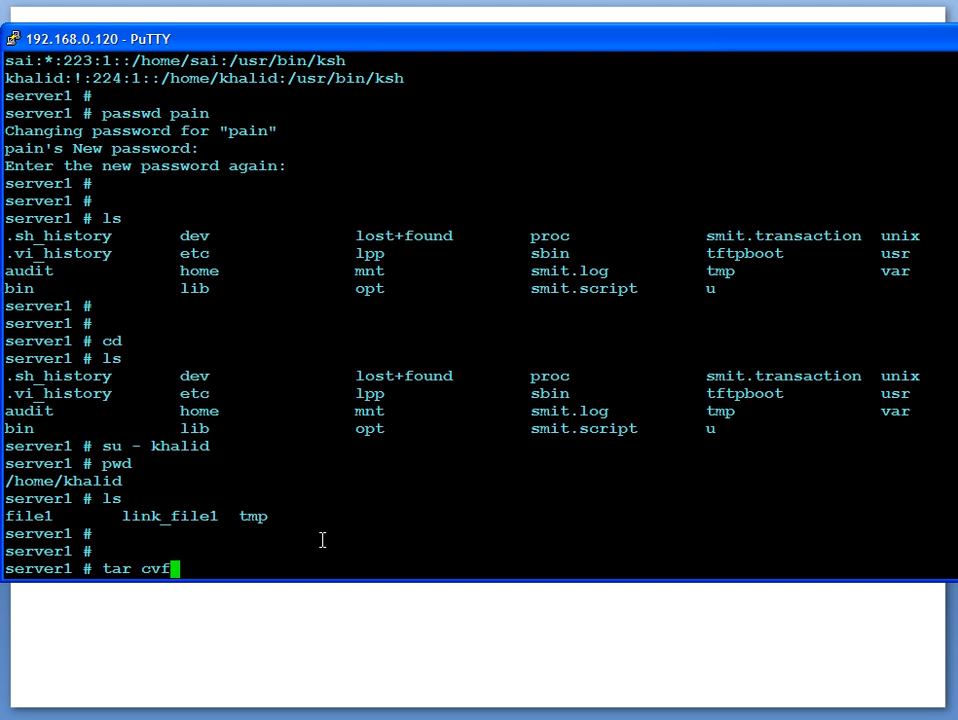 192.168.0.120 - PuTTY
sai:*:223:1::/home/sai:/usr/bin/ksh
khalid:!:224:1::/home/khalid:/usr/bin/ksh
server1 #
server1 # passwd pain
Changing password for "pain"
pain's New password:
Enter the new password again:
server1 #
server1 #
server1 # ls
.sh_history dev lost+found proc smit.transaction unix
.vi_history etc lpp sbin tftpboot usr
audit home mnt smit.log tmp var
bin lib opt smit.script u
server1 #
server1 #
server1 # cd
server1 # ls
.sh_history dev lost+found proc smit.transaction unix
.vi_history etc lpp sbin tftpboot usr
audit home mnt smit.log tmp var
bin lib opt smit.script u
server1 # su - khalid
server1 # pwd
/home/khalid
server1 # ls
file1 link_file1 tmp
server1 #
server1 #
server1 # tar cvf